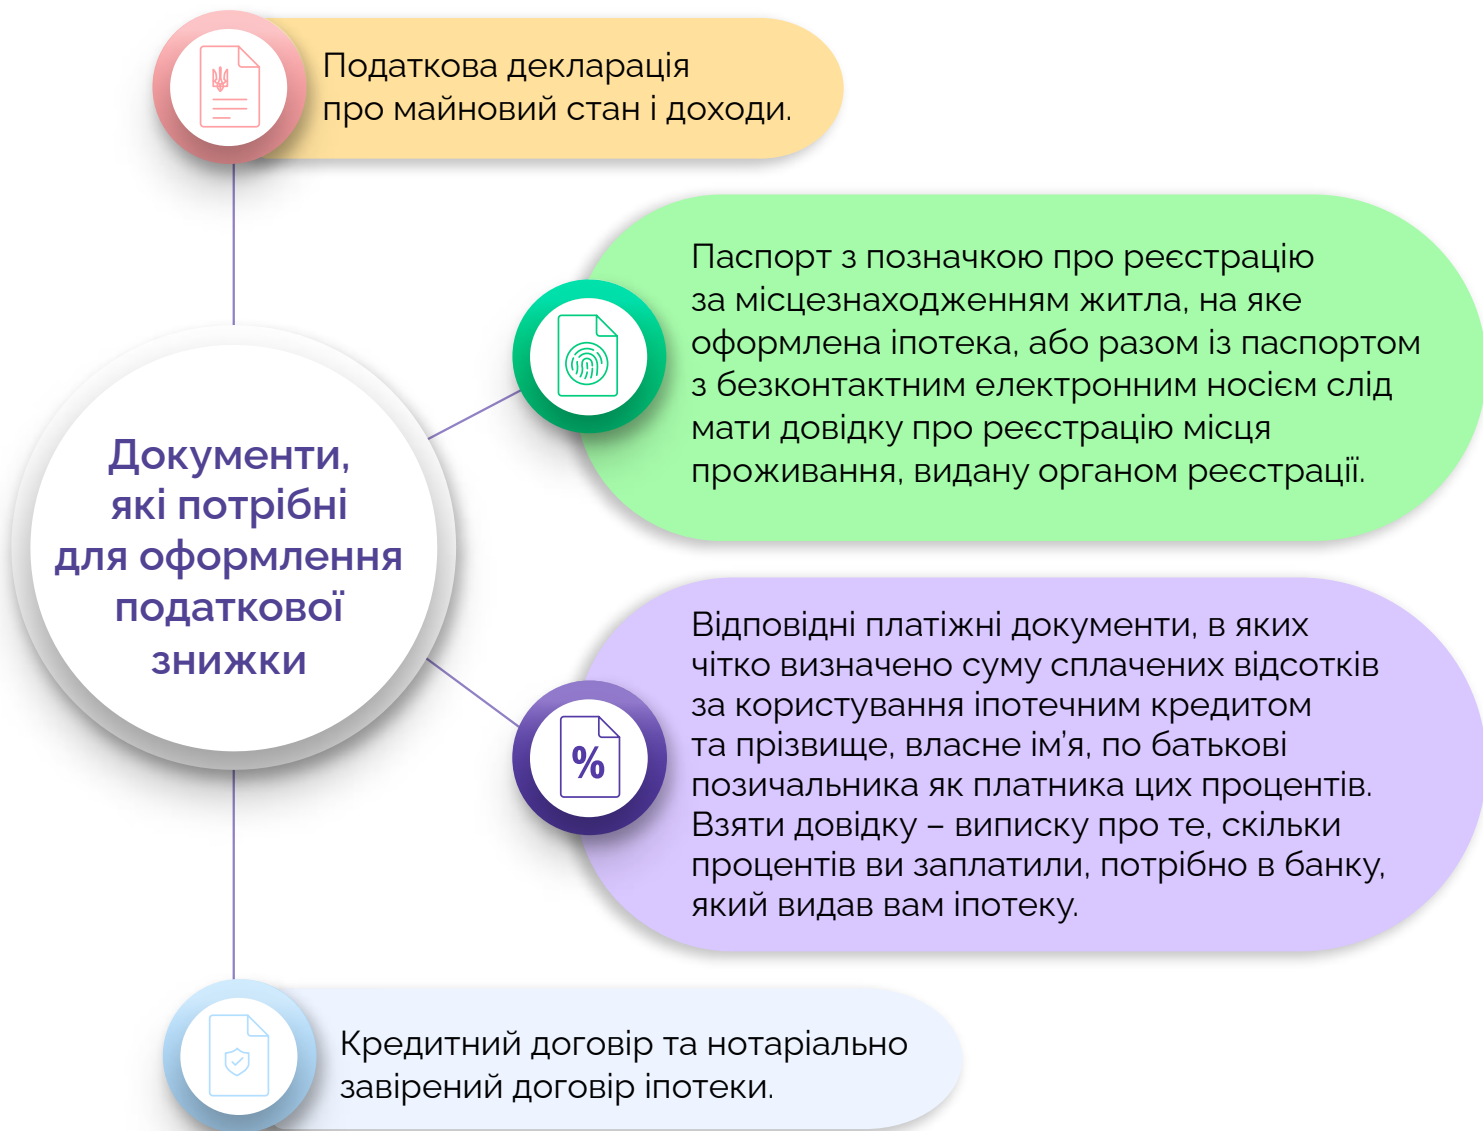 Податкова декларація
про майновий стан і доходи.
Паспорт з позначкою про реєстрацію
за місцезнаходженням житла, на яке
оформлена іпотека, або разом із паспортом
з безконтактним електронним носієм слід
мати довідку про реєстрацію місця
проживання, видану органом реєстрації.
Документи,
які потрібні
для оформлення
податкової
знижки
Відповідні платіжні документи, в яких
чітко визначено суму сплачених відсотків
за користування іпотечним кредитом
та прізвище, власне ім’я, по батькові
позичальника як платника цих процентів.
Взяти довідку – виписку про те, скільки
процентів ви заплатили, потрібно в банку,
який видав вам іпотеку.
%
Кредитний договір та нотаріально
завірений договір іпотеки.